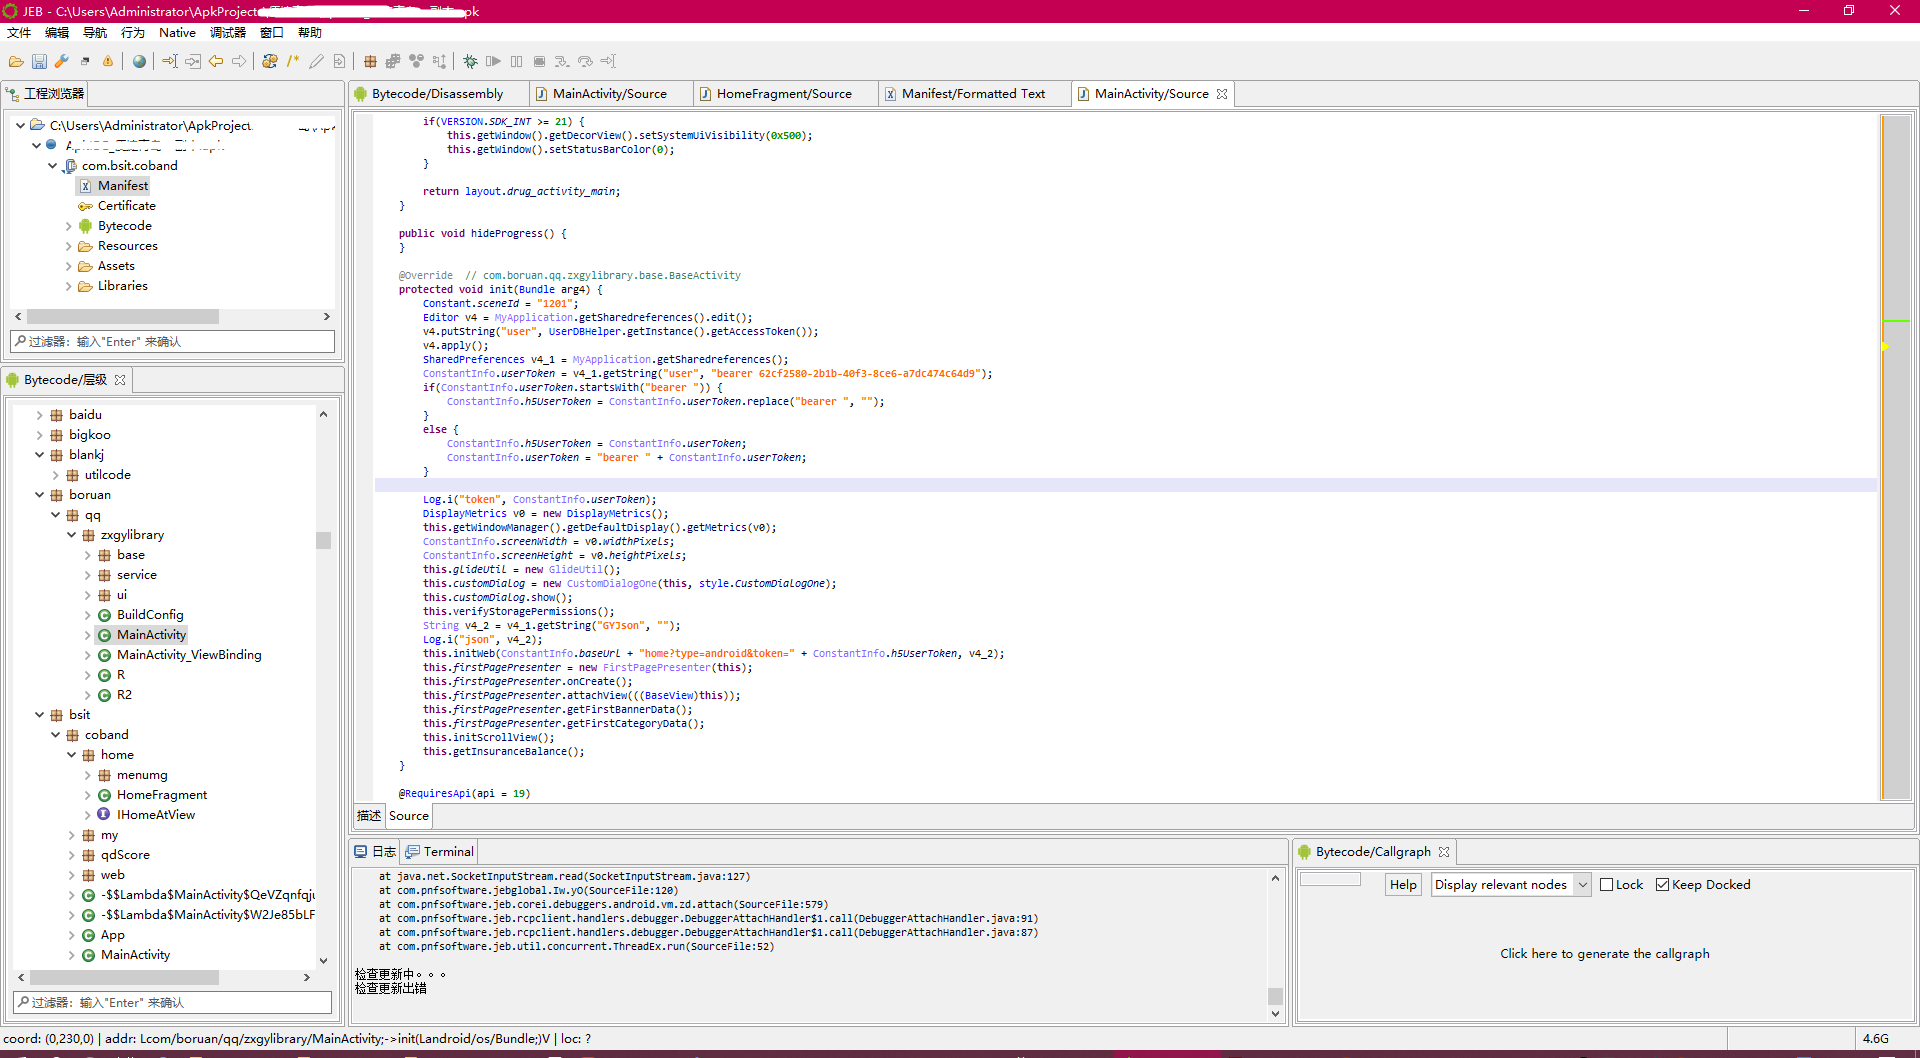 JEB - C:\Users\Administrator\ApkProject
文件 编辑 导航 行为 Native 调试器 窗口 帮助
工程浏览器
C:\Users\Administrator\ApkProject
com.bsit.coband
Manifest
Certificate
Bytecode
Resources
Assets
Libraries
过滤器: 输入"Enter" 来确认
Bytecode/层级
baidu
bigkoo
blankj
utilcode
boruan
qq
zxgylibrary
base
service
ui
BuildConfig
MainActivity
MainActivity_ViewBinding
R
R2
bsit
coband
home
menumg
HomeFragment
IHomeAtView
my
qdScore
web
-$$Lambda$MainActivity$QeVZqnfqju
-$$Lambda$MainActivity$W2Je85bLF
App
MainActivity
过滤器: 输入"Enter" 来确认
Bytecode/Disassembly MainActivity/Source HomeFragment/Source Manifest/Formatted Text MainActivity/Source
if(VERSION.SDK_INT >= 21) {
this.getWindow().getDecorView().setSystemUiVisibility(0x500);
this.getWindow().setStatusBarColor(0);
}
return layout.drug_activity_main;
}
public void hideProgress() {
}
@Override // com.boruan.qq.zxgylibrary.base.BaseActivity
protected void init(Bundle arg4) {
Constant.sceneId = "1201";
Editor v4 = MyApplication.getSharedreferences().edit();
v4.putString("user", UserDBHelper.getInstance().getAccessToken());
v4.apply();
SharedPreferences v4_1 = MyApplication.getSharedreferences();
ConstantInfo.userToken = v4_1.getString("user", "bearer 62cf2580-2b1b-40f3-8ce6-a7dc474c64d9");
if(ConstantInfo.userToken.startsWith("bearer ")) {
ConstantInfo.h5UserToken = ConstantInfo.userToken.replace("bearer ", "");
}
else {
ConstantInfo.h5UserToken = ConstantInfo.userToken;
ConstantInfo.userToken = "bearer " + ConstantInfo.userToken;
}
Log.i("token", ConstantInfo.userToken);
DisplayMetrics v0 = new DisplayMetrics();
this.getWindowManager().getDefaultDisplay().getMetrics(v0);
ConstantInfo.screenWidth = v0.widthPixels;
ConstantInfo.screenHeight = v0.heightPixels;
this.glideUtil = new GlideUtil();
this.customDialog = new CustomDialogOne(this, style.CustomDialogOne);
this.customDialog.show();
this.verifyStoragePermissions();
String v4_2 = v4_1.getString("GYJson", "");
Log.i("json", v4_2);
this.initWeb(ConstantInfo.baseUrl + "home?type=android&token=" + ConstantInfo.h5UserToken, v4_2);
this.firstPagePresenter = new FirstPagePresenter(this);
this.firstPagePresenter.onCreate();
this.firstPagePresenter.attachView(((BaseView)this));
this.firstPagePresenter.getFirstBannerData();
this.firstPagePresenter.getFirstCategoryData();
this.initScrollView();
this.getInsuranceBalance();
}
@RequiresApi(api = 19)
描述 Source
日志 Terminal
at java.net.SocketInputStream.read(SocketInputStream.java:127)
at com.pnfsoftware.jebglobal.Iw.yO(SourceFile:120)
at com.pnfsoftware.jeb.corei.debuggers.android.vm.zd.attach(SourceFile:579)
at com.pnfsoftware.jeb.rcpclient.handlers.debugger.DebuggerAttachHandler$1.call(DebuggerAttachHandler.java:91)
at com.pnfsoftware.jeb.rcpclient.handlers.debugger.DebuggerAttachHandler$1.call(DebuggerAttachHandler.java:87)
at com.pnfsoftware.jeb.util.concurrent.ThreadEx.run(SourceFile:52)
检查更新中。。。
检查更新出错
Bytecode/Callgraph
Help Display relevant nodes Lock Keep Docked
Click here to generate the callgraph
coord: (0,230,0) | addr: Lcom/boruan/qq/zxgylibrary/MainActivity;->init(Landroid/os/Bundle;)V | loc: ?
4.6G